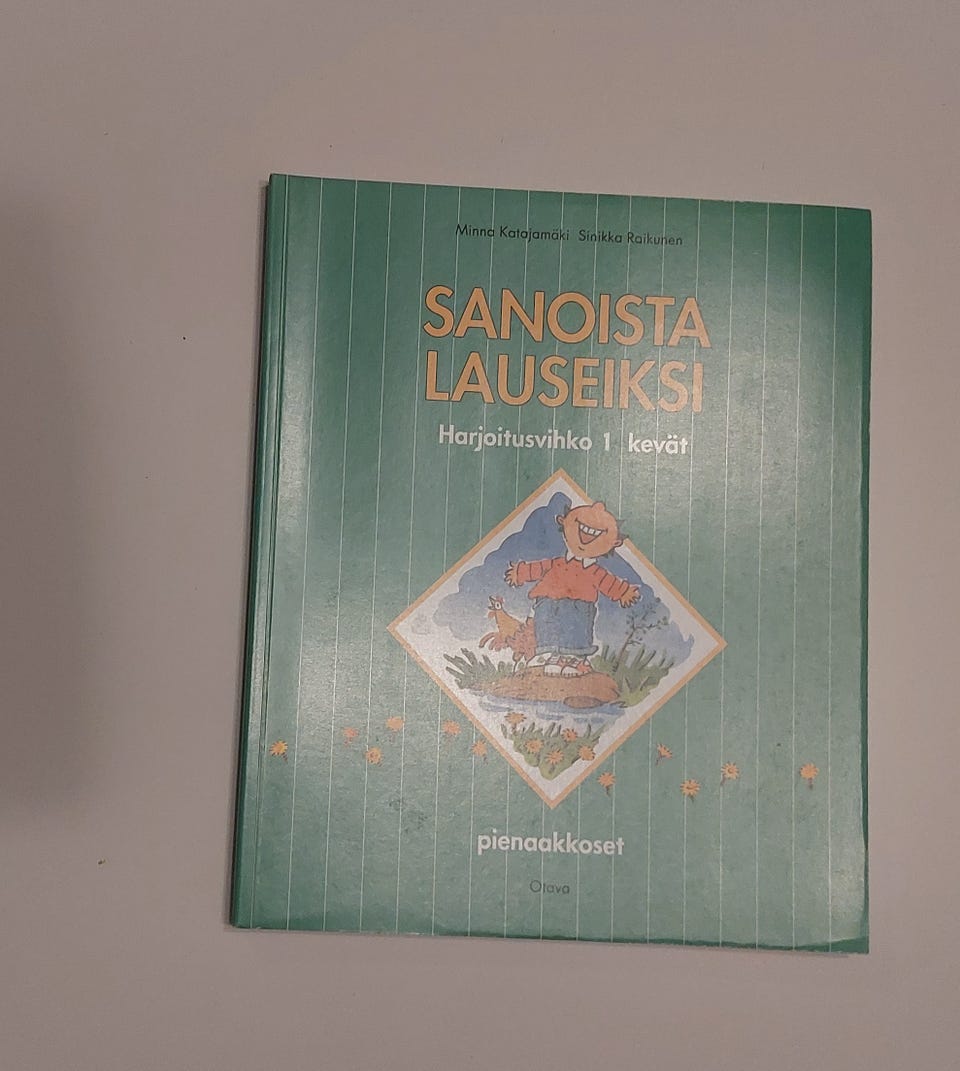 Minna Katajamäki Sinikka Raikunen
SANOISTA
LAUSEIKSI
Harjoitusvihko 1 kevät
pienaakkoset
Otava